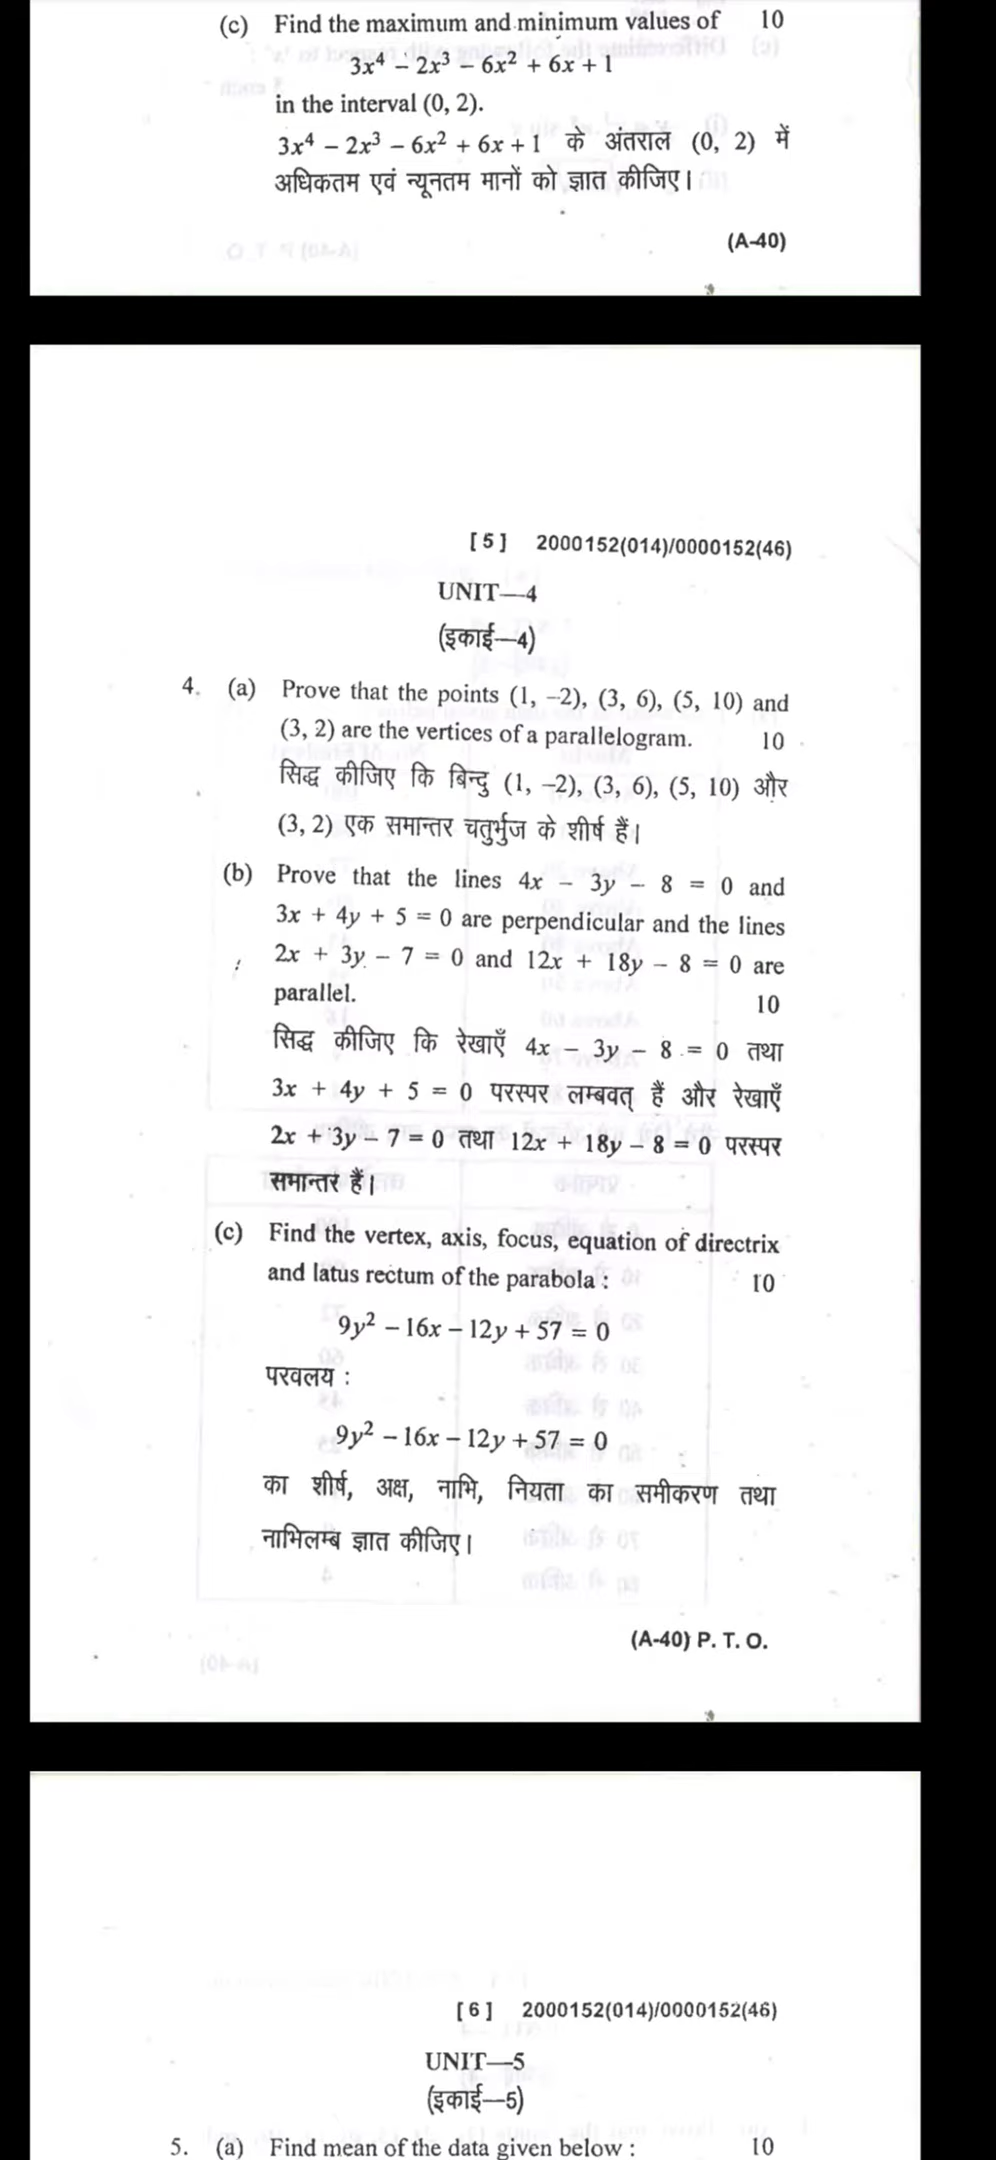 (c) Find the maximum and minimum values of 10
3x⁴ – 2x³ – 6x² + 6x + 1
in the interval (0, 2).
3x⁴ – 2x³ – 6x² + 6x + 1 के अंतराल (0, 2) में
अधिकतम एवं न्यूनतम मानों को ज्ञात कीजिए।
(A-40)
[ 5 ] 2000152(014)/0000152(46)
UNIT—4
(इकाई—4)
4. (a) Prove that the points (1, –2), (3, 6), (5, 10) and
(3, 2) are the vertices of a parallelogram. 10
सिद्ध कीजिए कि बिन्दु (1, –2), (3, 6), (5, 10) और
(3, 2) एक समान्तर चतुर्भुज के शीर्ष हैं।
(b) Prove that the lines 4x – 3y – 8 = 0 and
3x + 4y + 5 = 0 are perpendicular and the lines
2x + 3y – 7 = 0 and 12x + 18y – 8 = 0 are
parallel. 10
सिद्ध कीजिए कि रेखाएँ 4x – 3y – 8 = 0 तथा
3x + 4y + 5 = 0 परस्पर लम्बवत् हैं और रेखाएँ
2x + 3y – 7 = 0 तथा 12x + 18y – 8 = 0 परस्पर
समान्तर हैं।
(c) Find the vertex, axis, focus, equation of directrix
and latus rectum of the parabola : 10
9y² – 16x – 12y + 57 = 0
परवलय :
9y² – 16x – 12y + 57 = 0
का शीर्ष, अक्ष, नाभि, नियता का समीकरण तथा
नाभिलम्ब ज्ञात कीजिए।
(A-40) P. T. O.
[ 6 ] 2000152(014)/0000152(46)
UNIT—5
(इकाई—5)
5. (a) Find mean of the data given below : 10